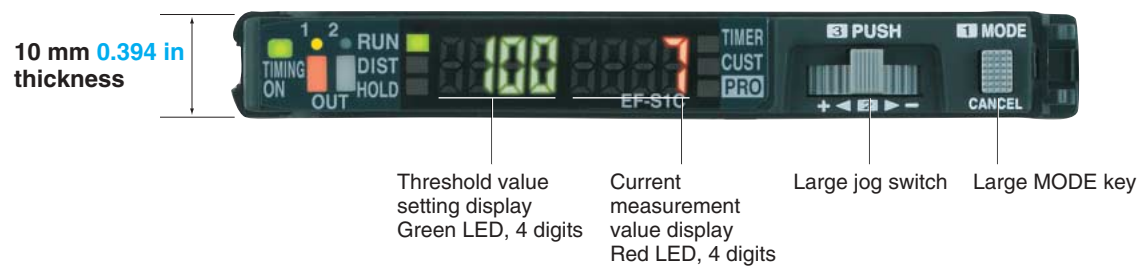 10 mm 0.394 in
thickness
1 2
TIMING
ON
OUT
RUN
DIST
HOLD
100
7
EF-S1C
TIMER
CUST
PRO
3 PUSH
+ ◀ 2 ▶ −
1 MODE
CANCEL
Threshold value
setting display
Green LED, 4 digits
Current
measurement
value display
Red LED, 4 digits
Large jog switch
Large MODE key